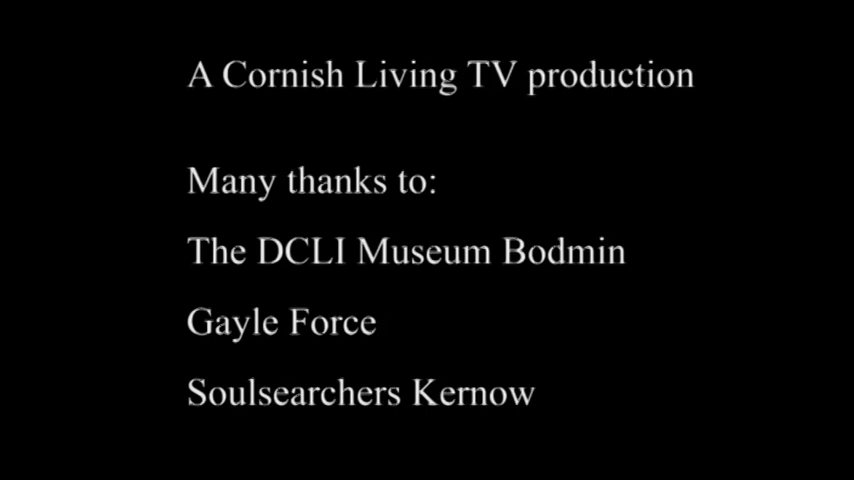 A Cornish Living TV production
Many thanks to:
The DCLI Museum Bodmin
Gayle Force
Soulsearchers Kernow